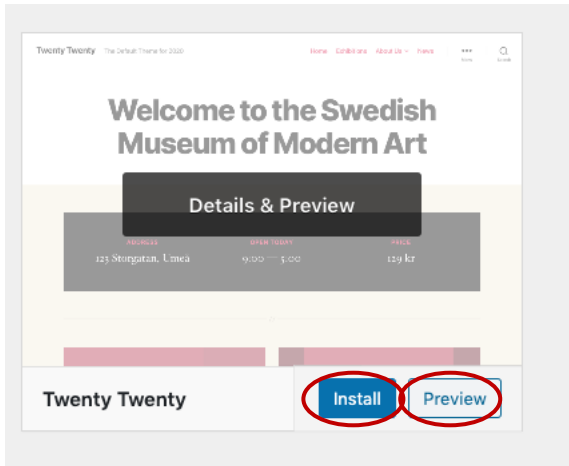 Twenty Twenty The Default Theme for 2020 Home Exhibitions About Us News
Welcome to the Swedish
Museum of Modern Art
Details & Preview
ADDRESS OPEN TODAY PRICE
123 Storgatan, Umeå 9:00 — 5:00 129 kr
Twenty Twenty Install Preview